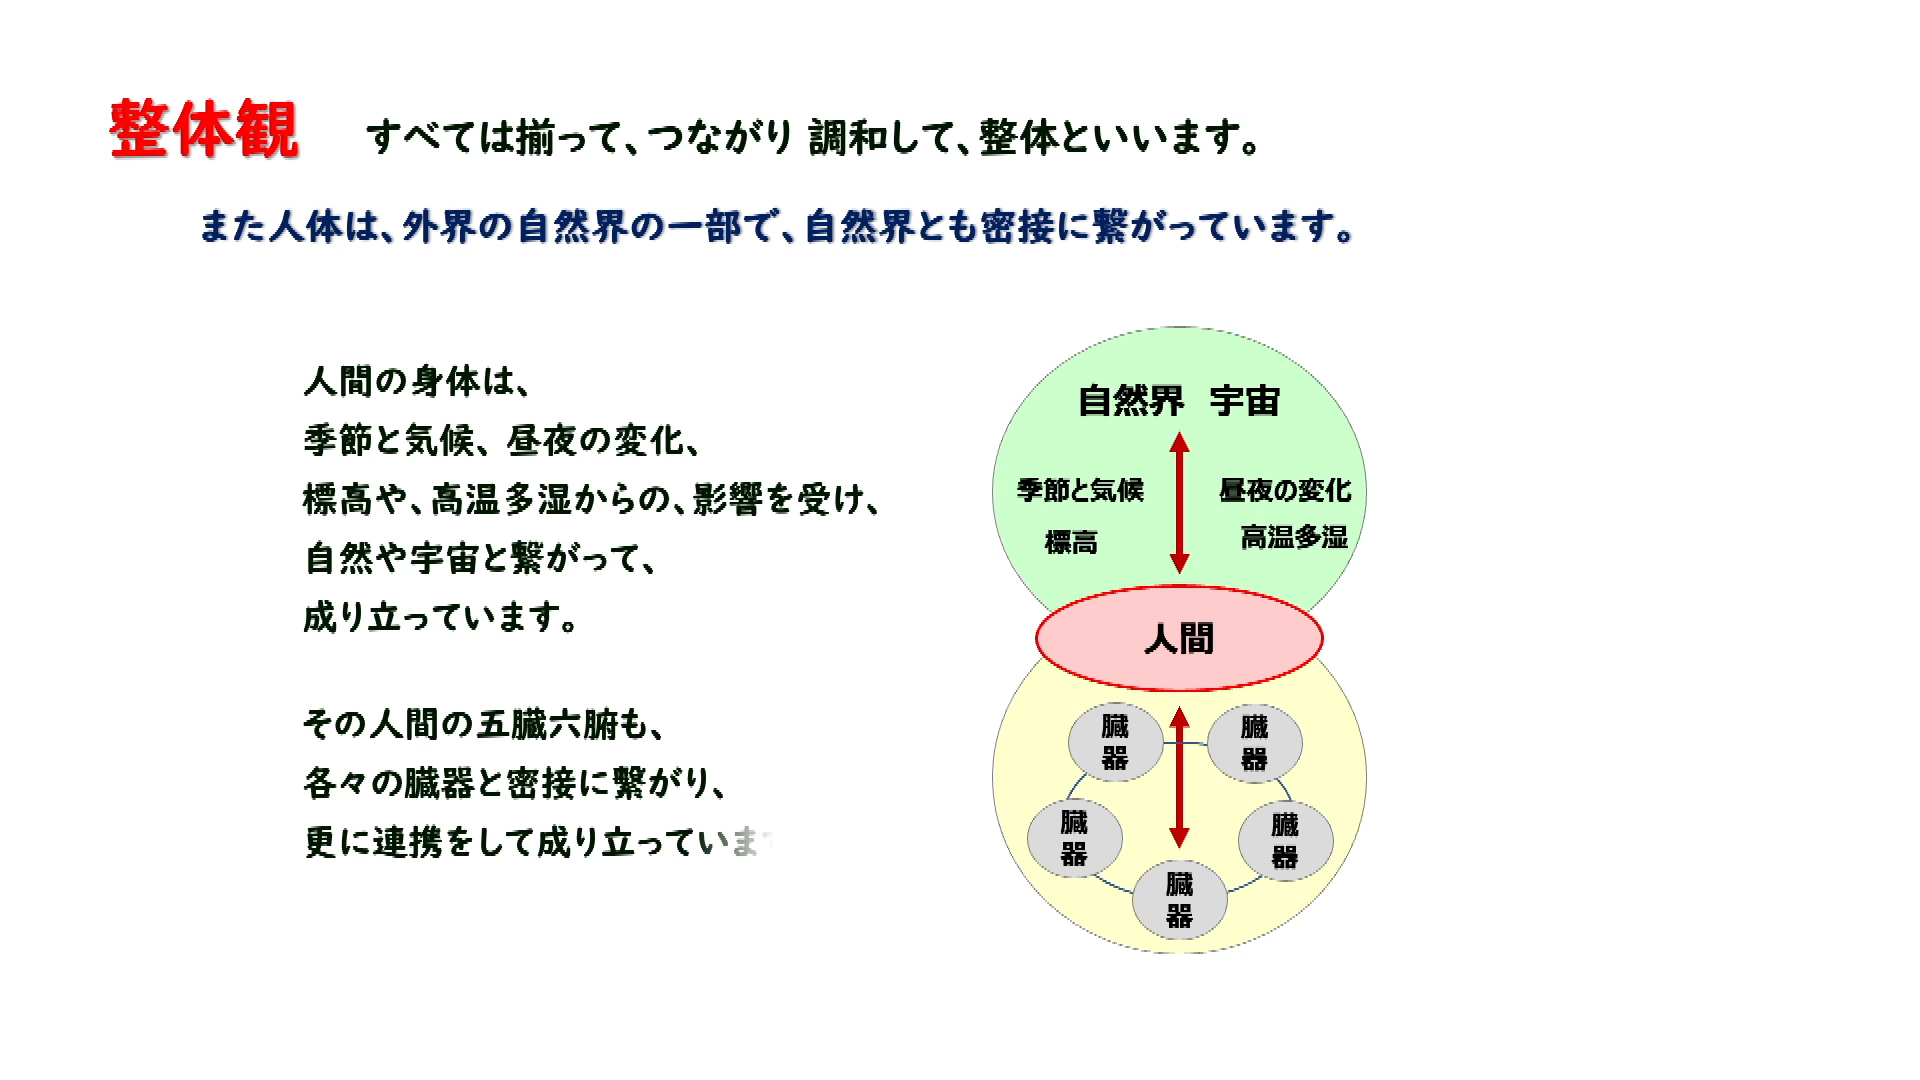 整体観　すべては揃って、つながり 調和して、整体といいます。
また人体は、外界の自然界の一部で、自然界とも密接に繋がっています。
人間の身体は、
季節と気候、昼夜の変化、
標高や、高温多湿からの、影響を受け、
自然や宇宙と繋がって、
成り立っています。
その人間の五臓六腑も、
各々の臓器と密接に繋がり、
更に連携をして成り立っていま
自然界　宇宙
季節と気候
昼夜の変化
標高
高温多湿
人間
臓器
臓器
臓器
臓器
臓器